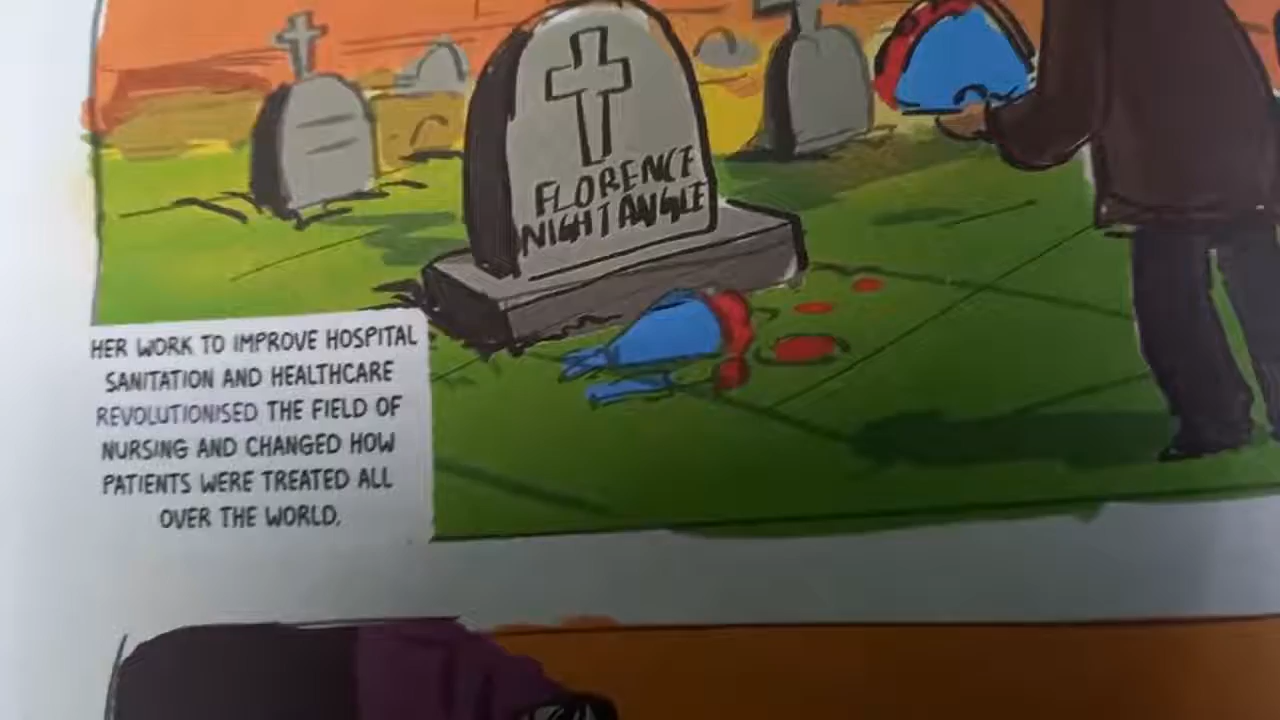 FLORENCE
NIGHTANGLE
HER WORK TO IMPROVE HOSPITAL
SANITATION AND HEALTHCARE
REVOLUTIONISED THE FIELD OF
NURSING AND CHANGED HOW
PATIENTS WERE TREATED ALL
OVER THE WORLD.